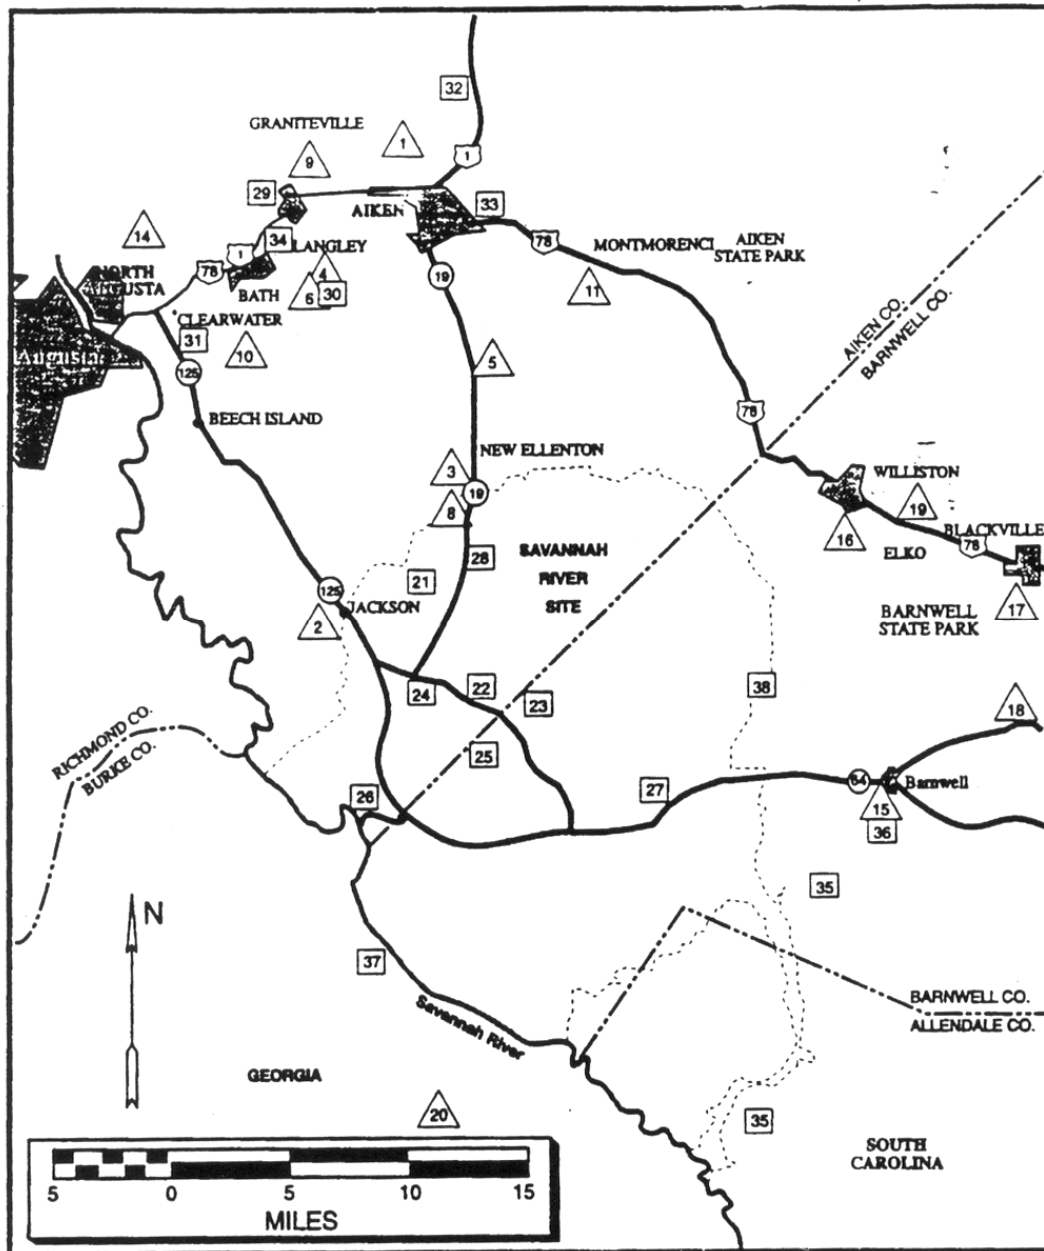 32
GRANITEVILLE
1
9
1
29
AIKEN
33
14
34
LANGLEY
1
78
78
MONTMORENCI
AIKEN
STATE PARK
NORTH
AUGUSTA
BATH
4
6
30
19
11
CLEARWATER
AIKEN CO.
BARNWELL CO.
31
10
Augusta
125
5
BEECH ISLAND
78
NEW ELLENTON
3
19
8
WILLISTON
19
16
ELKO
BLACKVILLE
78
28
SAVANNAH
RIVER
SITE
21
125
JACKSON
2
17
BARNWELL
STATE PARK
24
22
23
38
18
RICHMOND CO.
BURKE CO.
25
26
27
64
Barnwell
15
36
35
N
37
Savannah River
BARNWELL CO.
ALLENDALE CO.
GEORGIA
20
35
SOUTH
CAROLINA
5 0 5 10 15
MILES